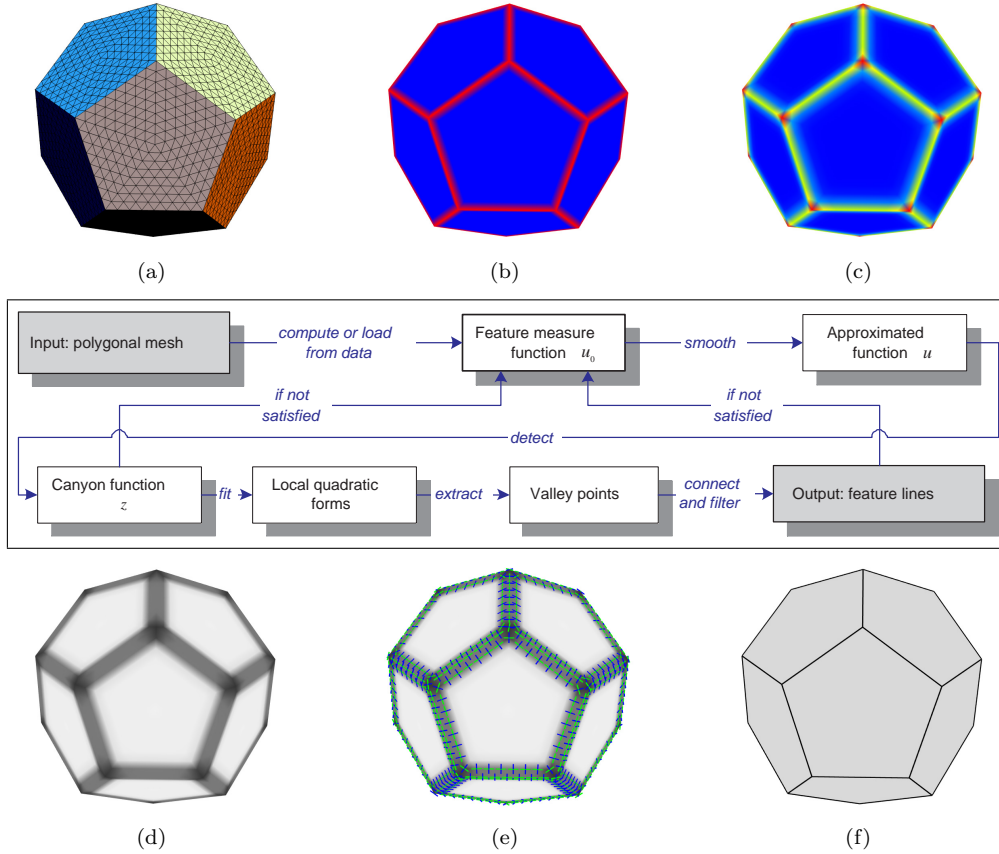 (a)
(b)
(c)
Input: polygonal mesh
compute or load
from data
Feature measure
function u₀
smooth
Approximated
function u
if not
satisfied
if not
satisfied
detect
Canyon function
z
fit
Local quadratic
forms
extract
Valley points
connect
and filter
Output: feature lines
(d)
(e)
(f)